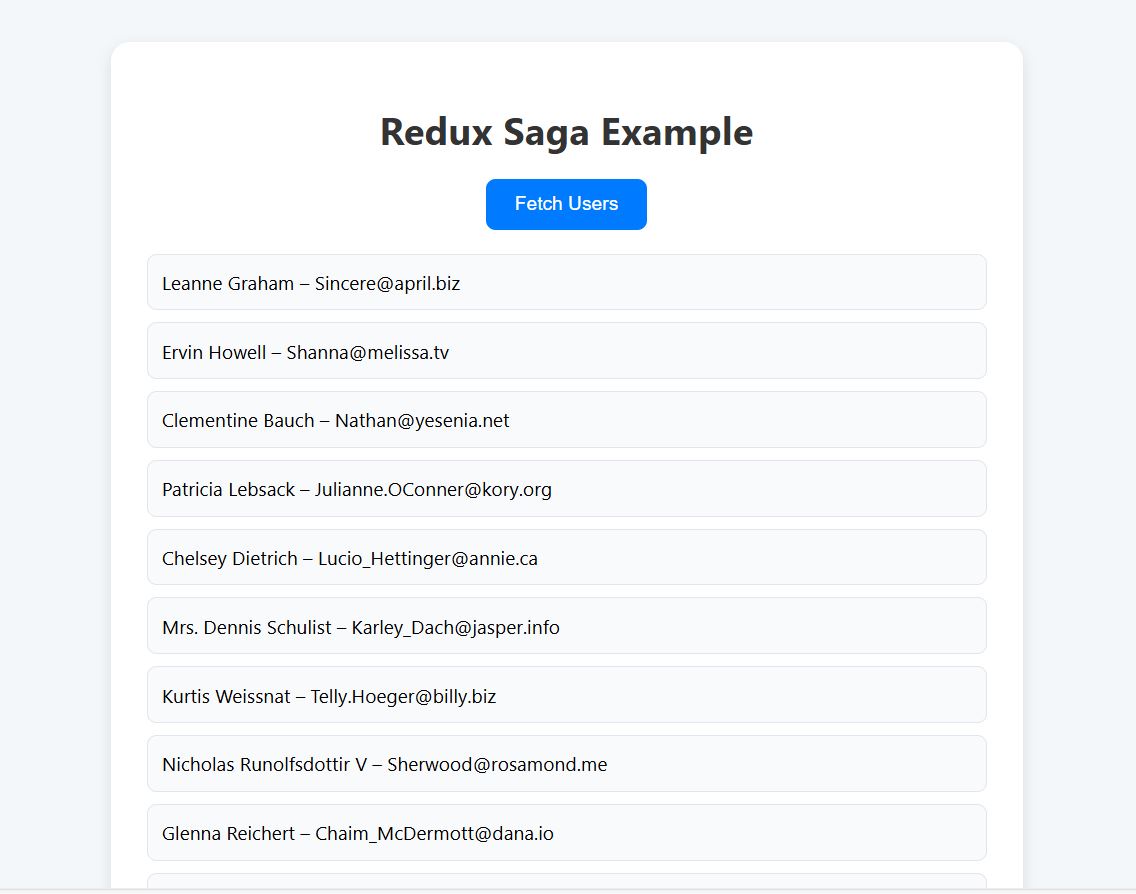 Redux Saga Example
Fetch Users
Leanne Graham – Sincere@april.biz
Ervin Howell – Shanna@melissa.tv
Clementine Bauch – Nathan@yesenia.net
Patricia Lebsack – Julianne.OConner@kory.org
Chelsey Dietrich – Lucio_Hettinger@annie.ca
Mrs. Dennis Schulist – Karley_Dach@jasper.info
Kurtis Weissnat – Telly.Hoeger@billy.biz
Nicholas Runolfsdottir V – Sherwood@rosamond.me
Glenna Reichert – Chaim_McDermott@dana.io